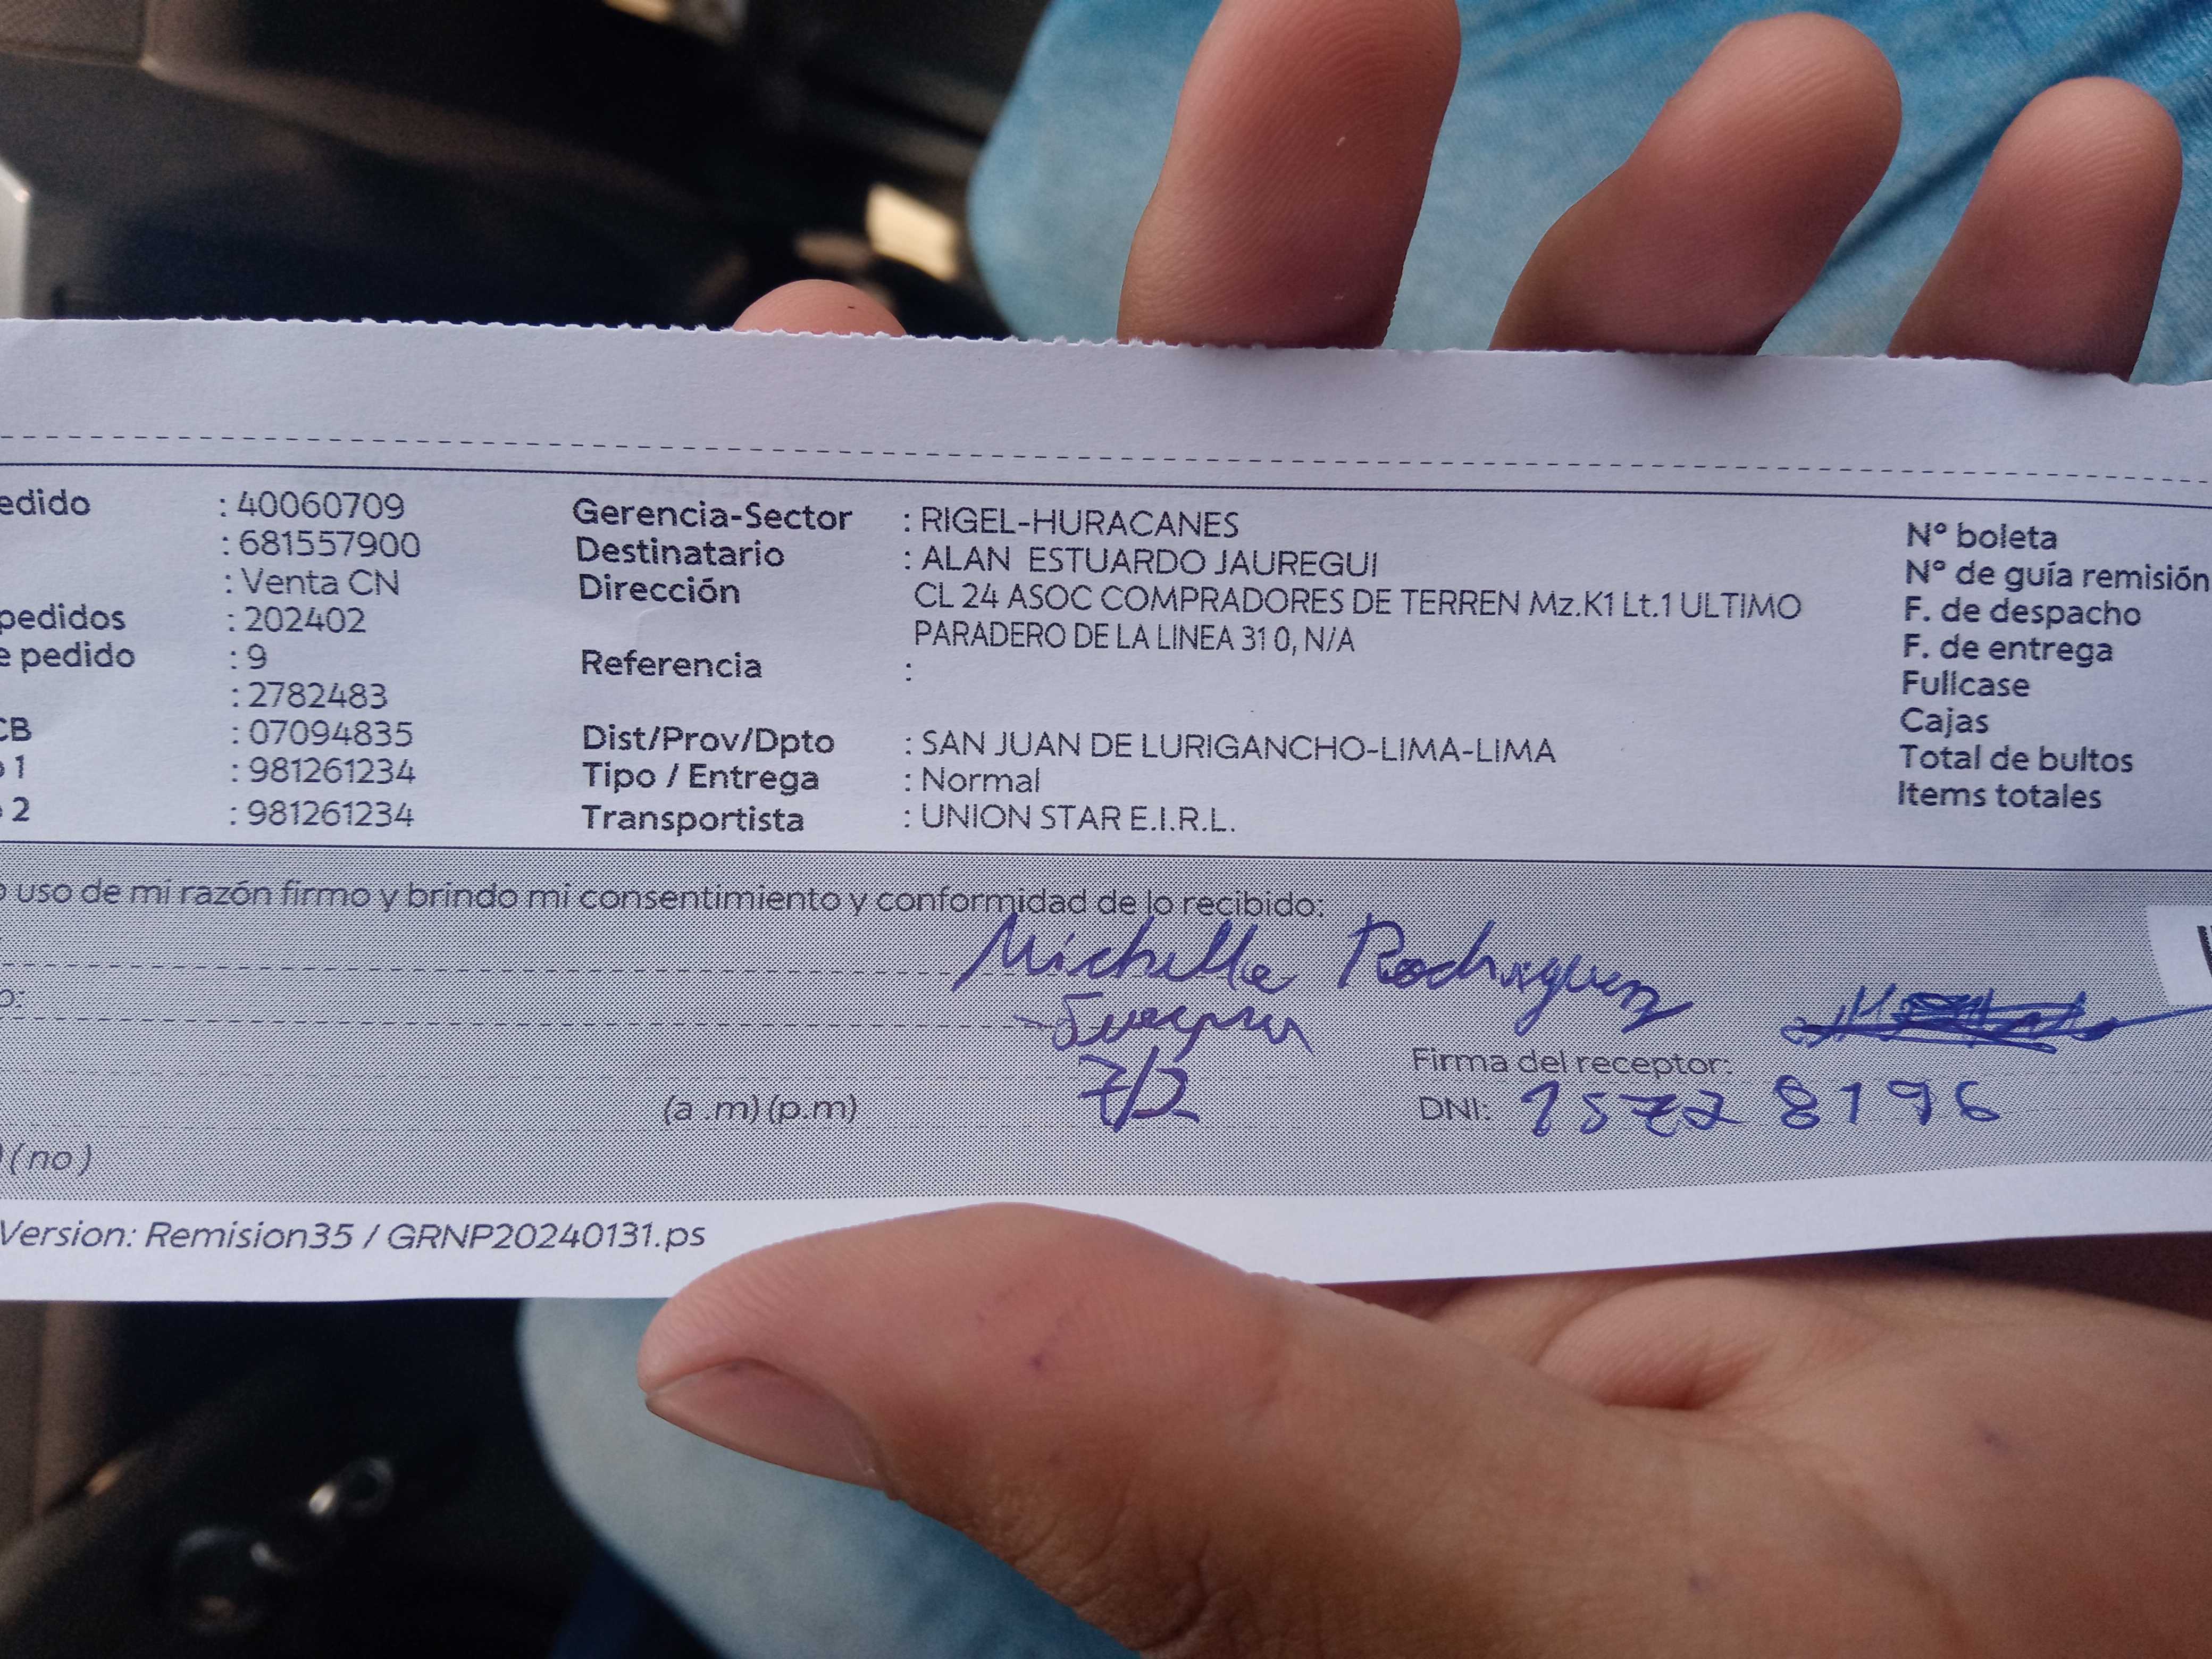 edido : 40060709
: 681557900
: Venta CN
pedidos : 202402
e pedido : 9
: 2782483
CB : 07094835
o 1 : 981261234
o 2 : 981261234
Gerencia-Sector : RIGEL-HURACANES
Destinatario : ALAN ESTUARDO JAUREGUI
Dirección CL 24 ASOC COMPRADORES DE TERREN Mz.K1 Lt.1 ULTIMO
PARADERO DE LA LINEA 31 0, N/A
Referencia :
Dist/Prov/Dpto : SAN JUAN DE LURIGANCHO-LIMA-LIMA
Tipo / Entrega : Normal
Transportista : UNION STAR E.I.R.L.
N° boleta
N° de guía remisión
F. de despacho
F. de entrega
Fullcase
Cajas
Total de bultos
Items totales
o uso de mi razón firmo y brindo mi consentimiento y conformidad de lo recibido:
Michelle Rodriguez
o:
7/2
Firma del receptor:
(a .m) (p.m)
DNI:
) (no)
Version: Remision35 / GRNP20240131.ps